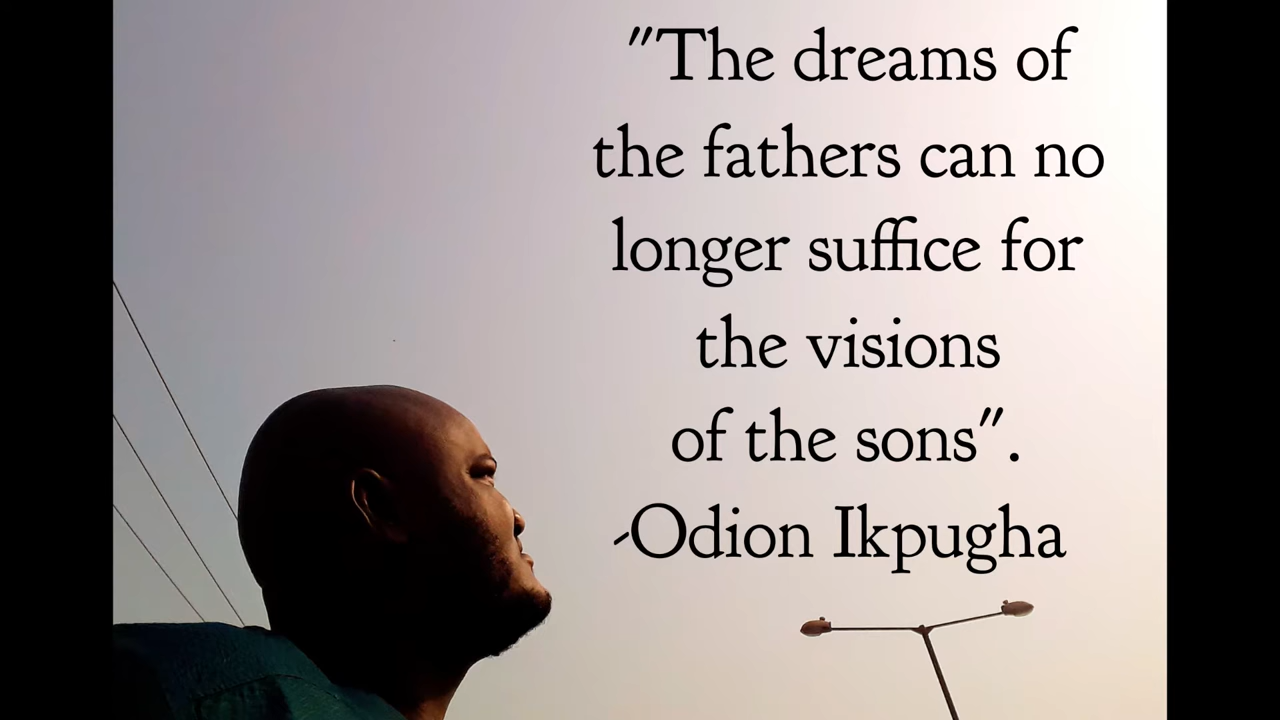 "The dreams of
the fathers can no
longer suffice for
the visions
of the sons".
-Odion Ikpugha